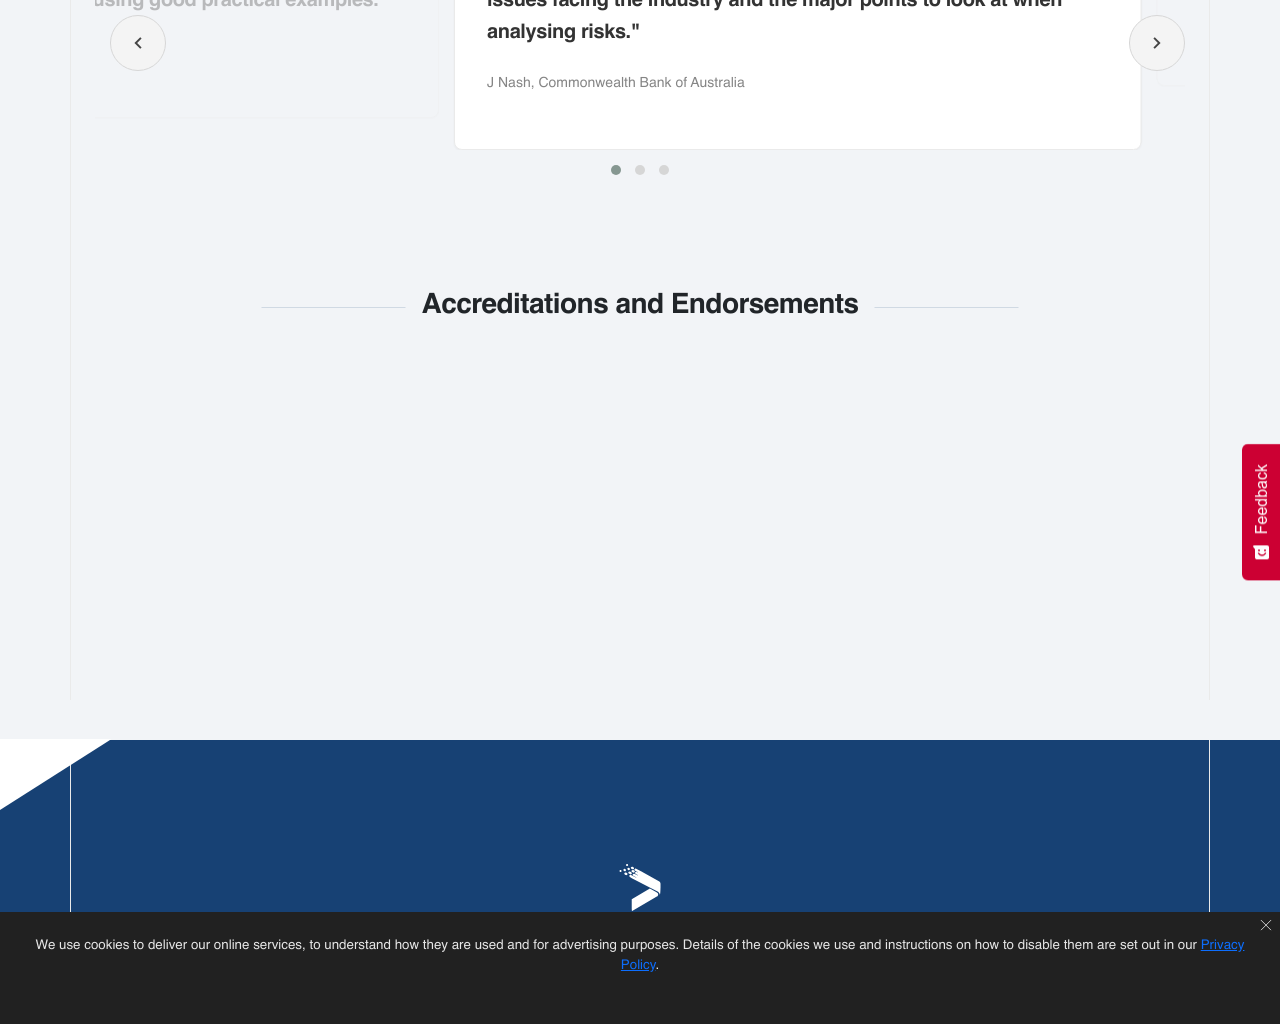 using good practical examples.
issues facing the industry and the major points to look at when
analysing risks."
J Nash, Commonwealth Bank of Australia
Accreditations and Endorsements
Feedback
We use cookies to deliver our online services, to understand how they are used and for advertising purposes. Details of the cookies we use and instructions on how to disable them are set out in our Privacy
Policy.